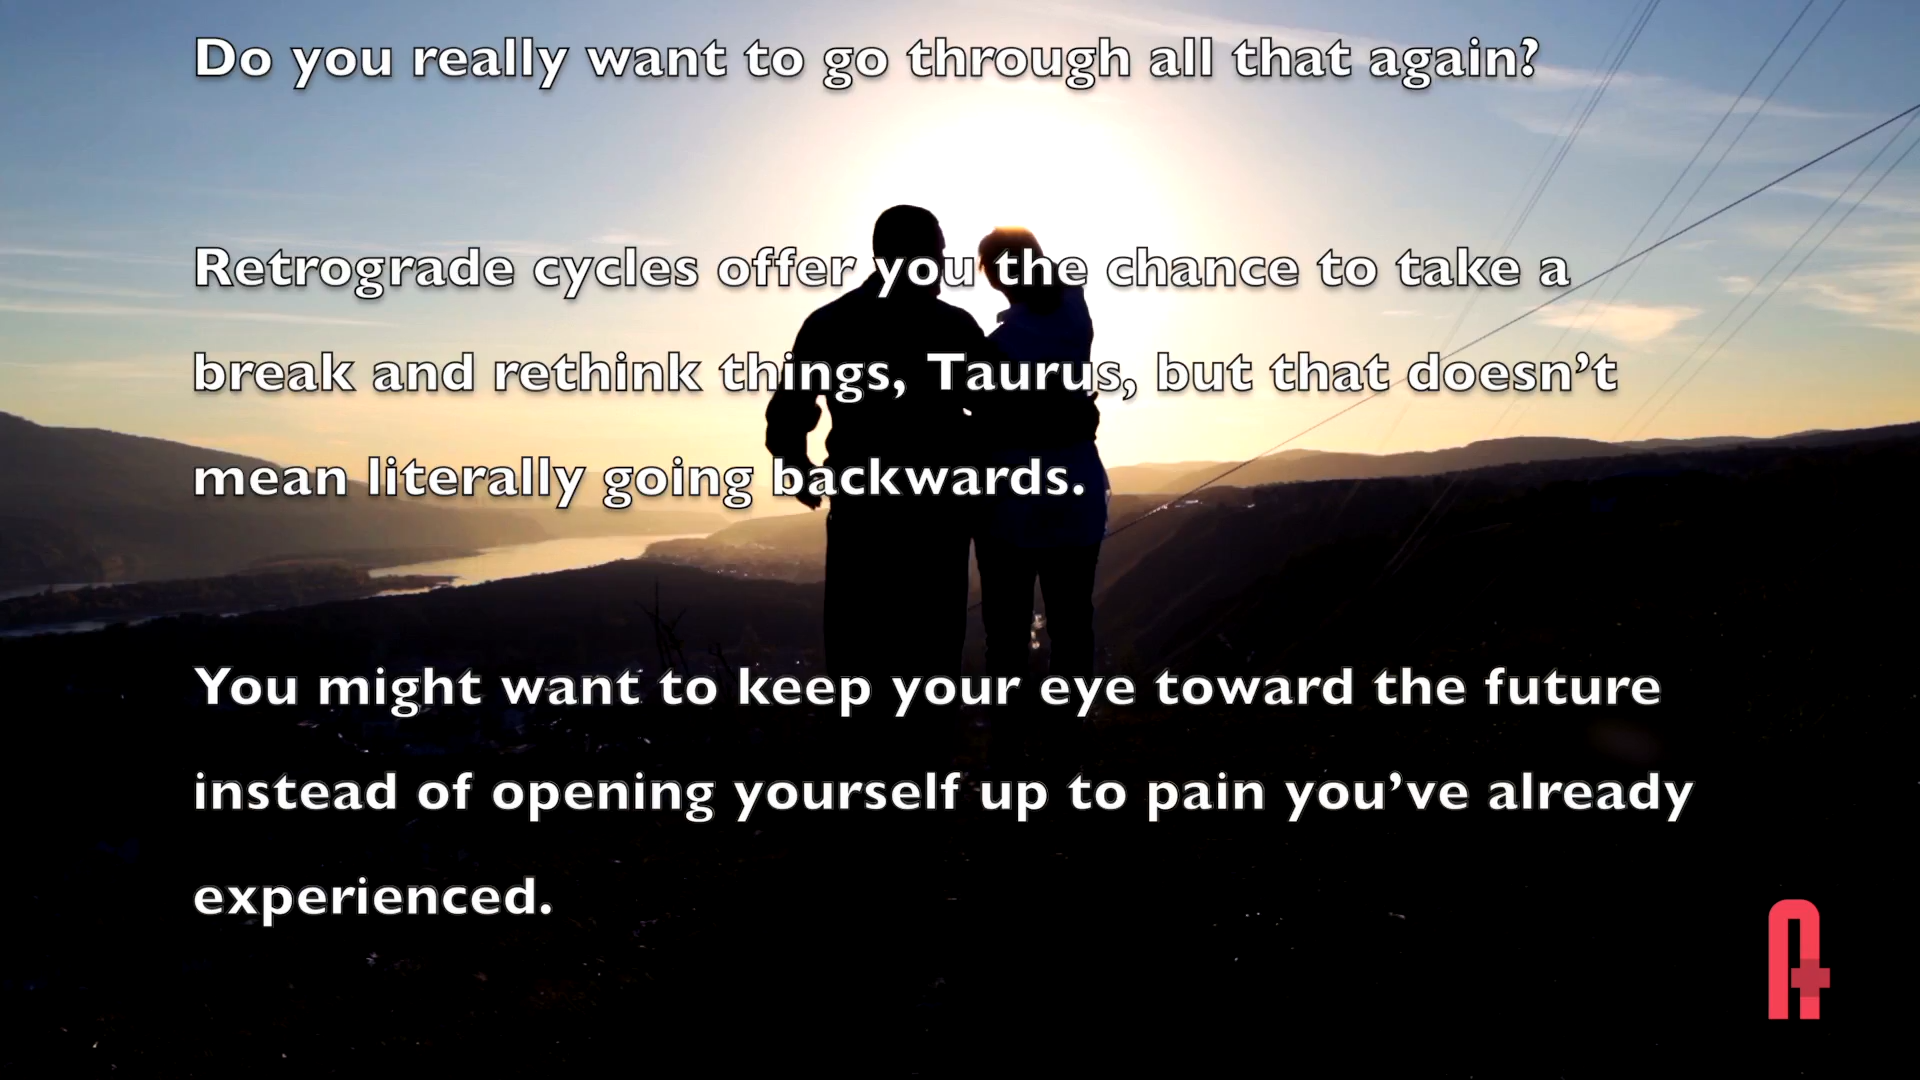 Do you really want to go through all that again?
Retrograde cycles offer you the chance to take a
break and rethink things, Taurus, but that doesn’t
mean literally going backwards.
You might want to keep your eye toward the future
instead of opening yourself up to pain you’ve already
experienced.